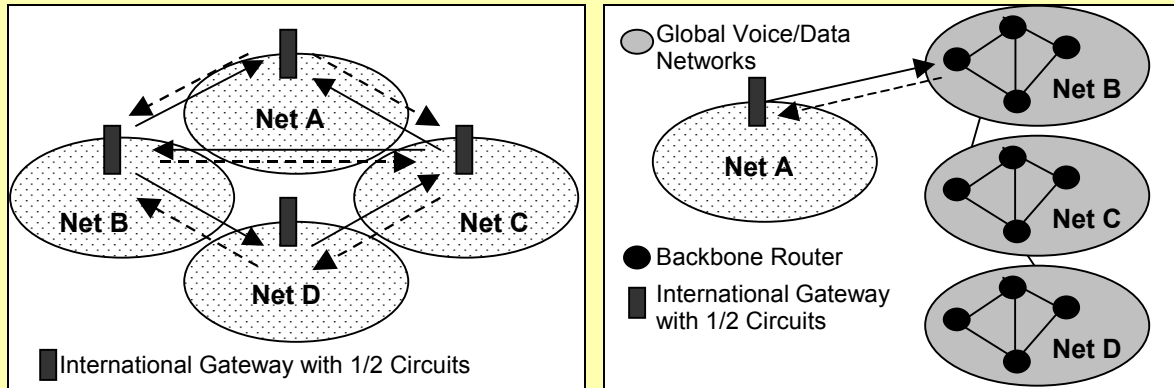 Net A
Net B
Net C
Net D
International Gateway with 1/2 Circuits
Global Voice/Data
Networks
Net B
Net A
Net C
Backbone Router
International Gateway
with 1/2 Circuits
Net D